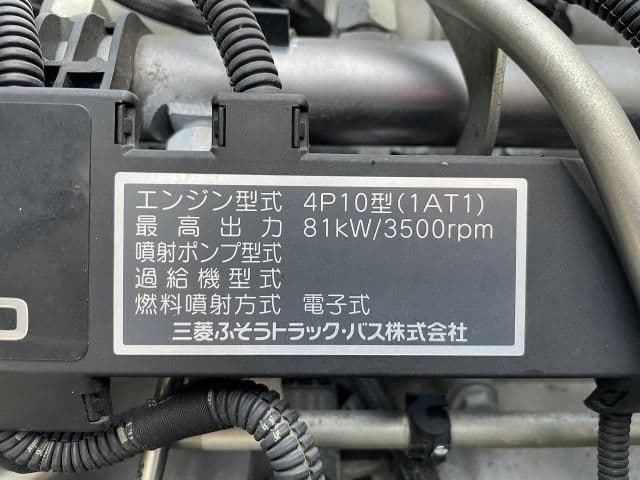 エンジン型式 4P10型(1AT1)
最高出力 81kW/3500rpm
噴射ポンプ型式
過給機型式
燃料噴射方式 電子式
三菱ふそうトラック・バス株式会社